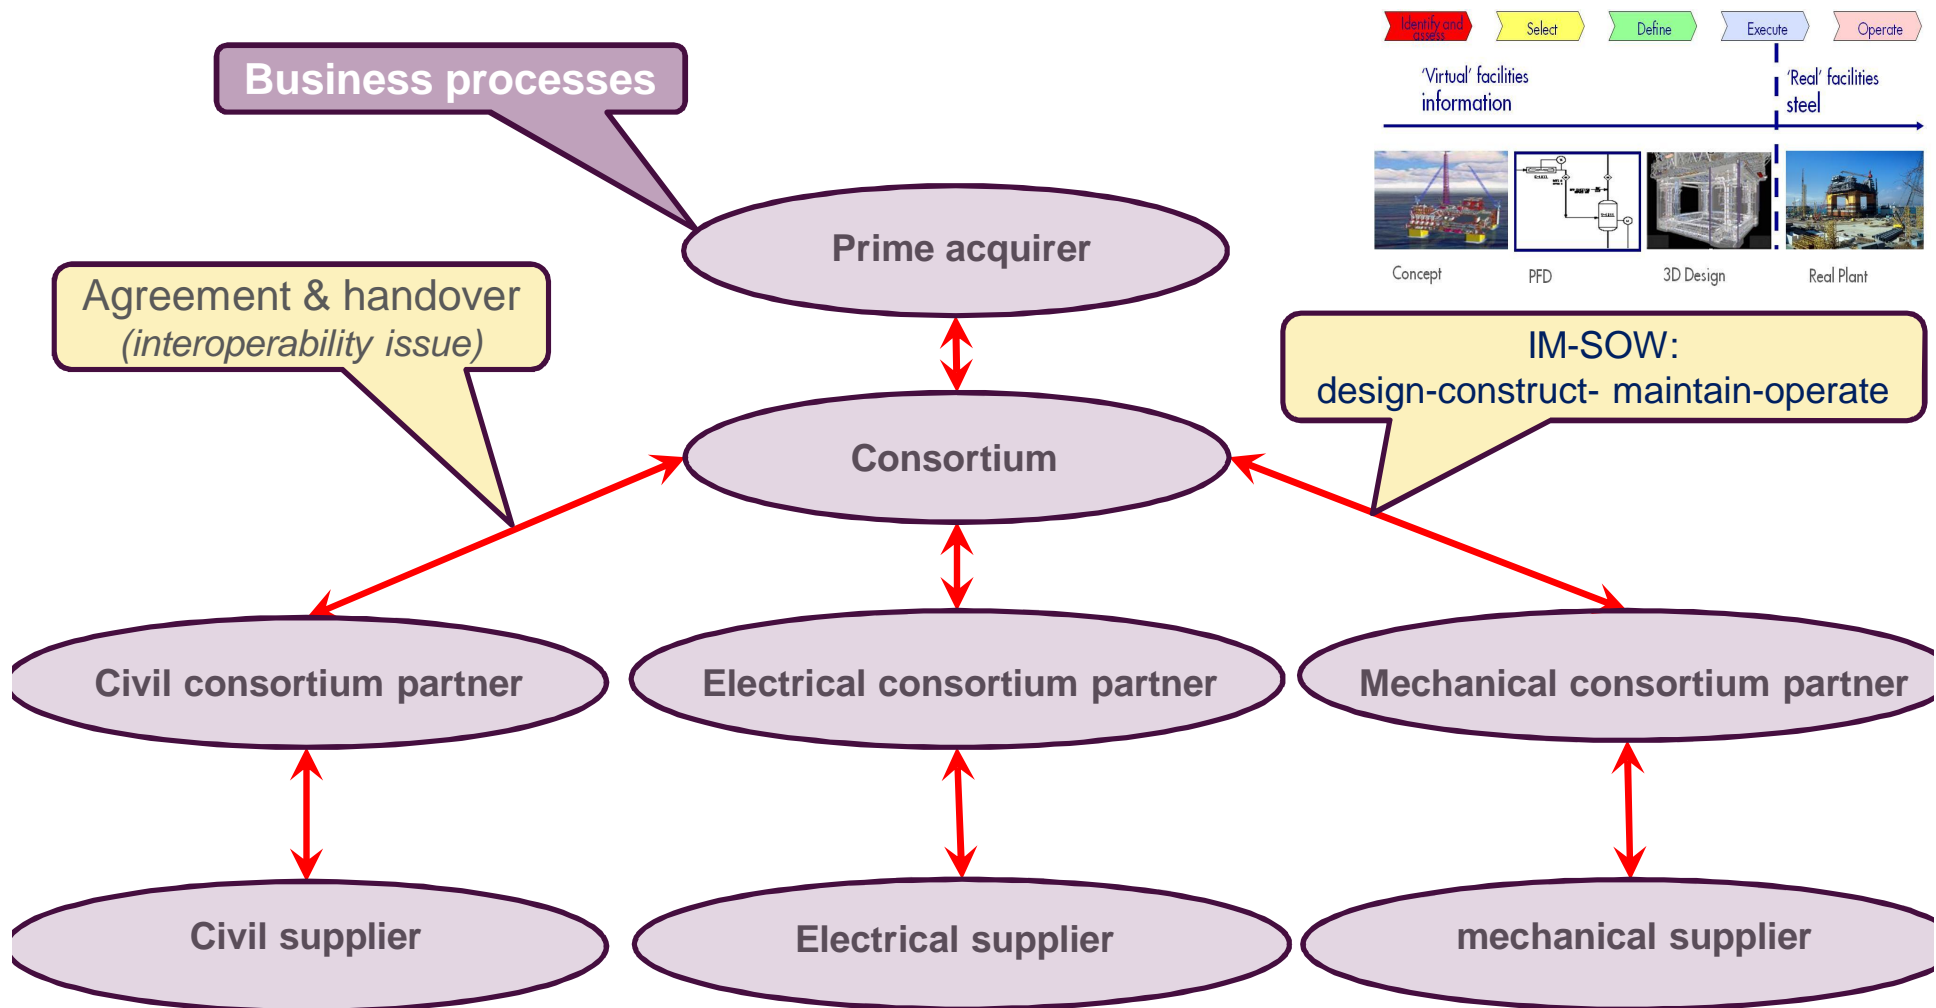 Identify and
assess
Select
Define
Execute
Operate
'Virtual' facilities
information
'Real' facilities
steel
Concept
PFD
3D Design
Real Plant
Business processes
Prime acquirer
Agreement & handover
(interoperability issue)
IM-SOW:
design-construct- maintain-operate
Consortium
Civil consortium partner
Electrical consortium partner
Mechanical consortium partner
Civil supplier
Electrical supplier
mechanical supplier